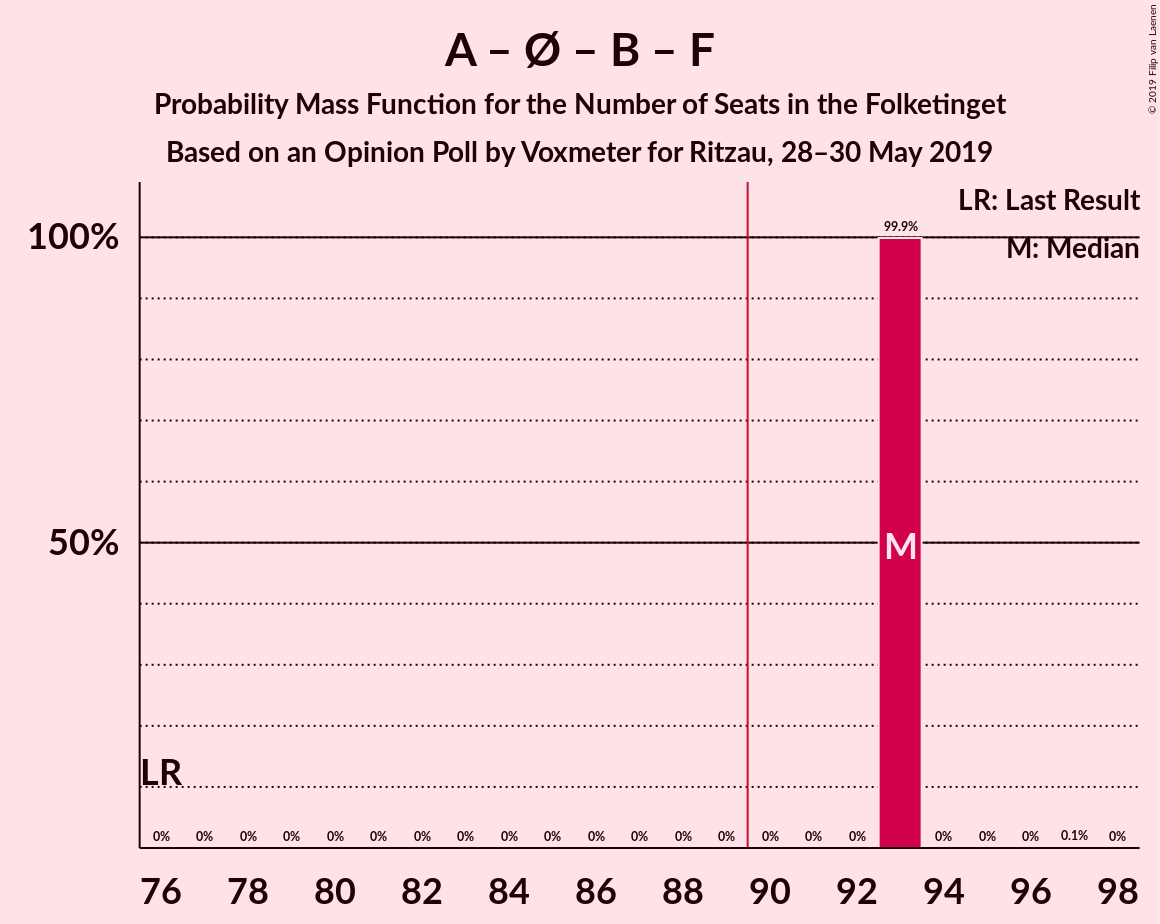 A – Ø – B – F
Probability Mass Function for the Number of Seats in the Folketinget
Based on an Opinion Poll by Voxmeter for Ritzau, 28–30 May 2019
© 2019 Filip van Laenen
LR: Last Result
M: Median
99.9%
100%
50%
M
LR
0% 0% 0% 0% 0% 0% 0% 0% 0% 0% 0% 0% 0% 0% 0% 0% 0% 0% 0% 0% 0.1% 0%
76 78 80 82 84 86 88 90 92 94 96 98